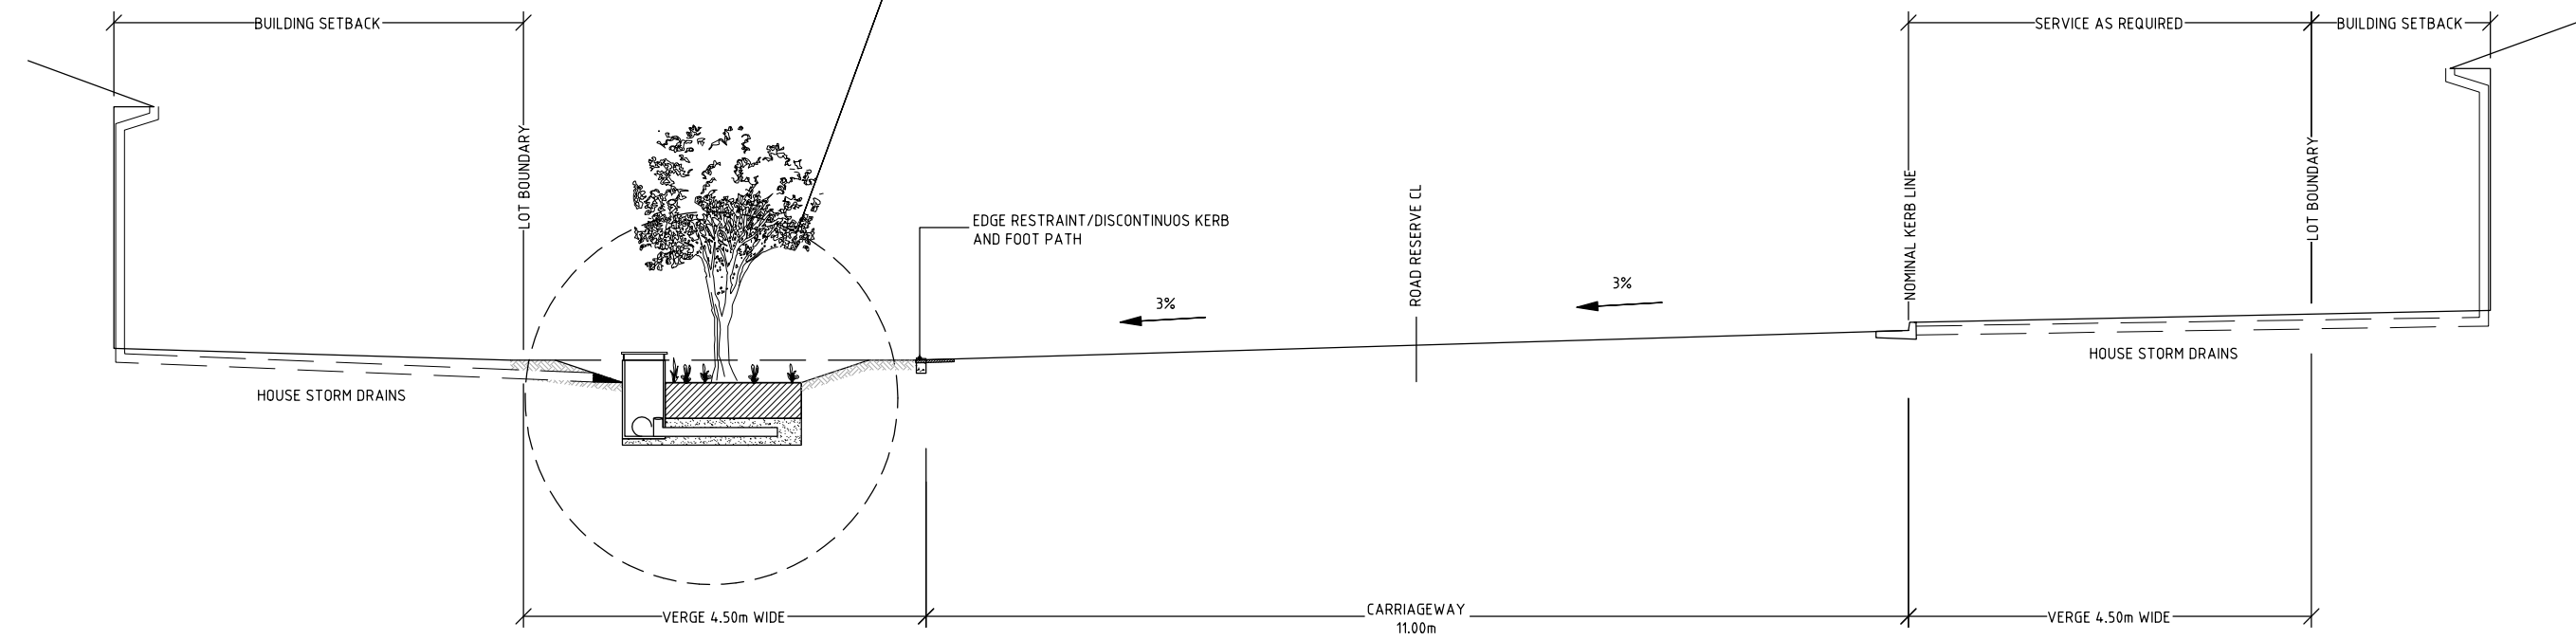 BUILDING SETBACK
SERVICE AS REQUIRED
BUILDING SETBACK
LOT BOUNDARY
EDGE RESTRAINT/DISCONTINUOS KERB
AND FOOT PATH
ROAD RESERVE CL
NOMINAL KERB LINE
LOT BOUNDARY
3%
3%
HOUSE STORM DRAINS
HOUSE STORM DRAINS
VERGE 4.50m WIDE
CARRIAGEWAY
11.00m
VERGE 4.50m WIDE